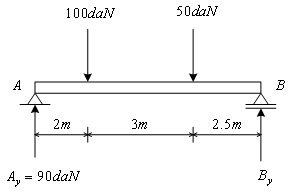 100daN 50daN
A B
2m 3m 2.5m
A_y = 90daN B_y